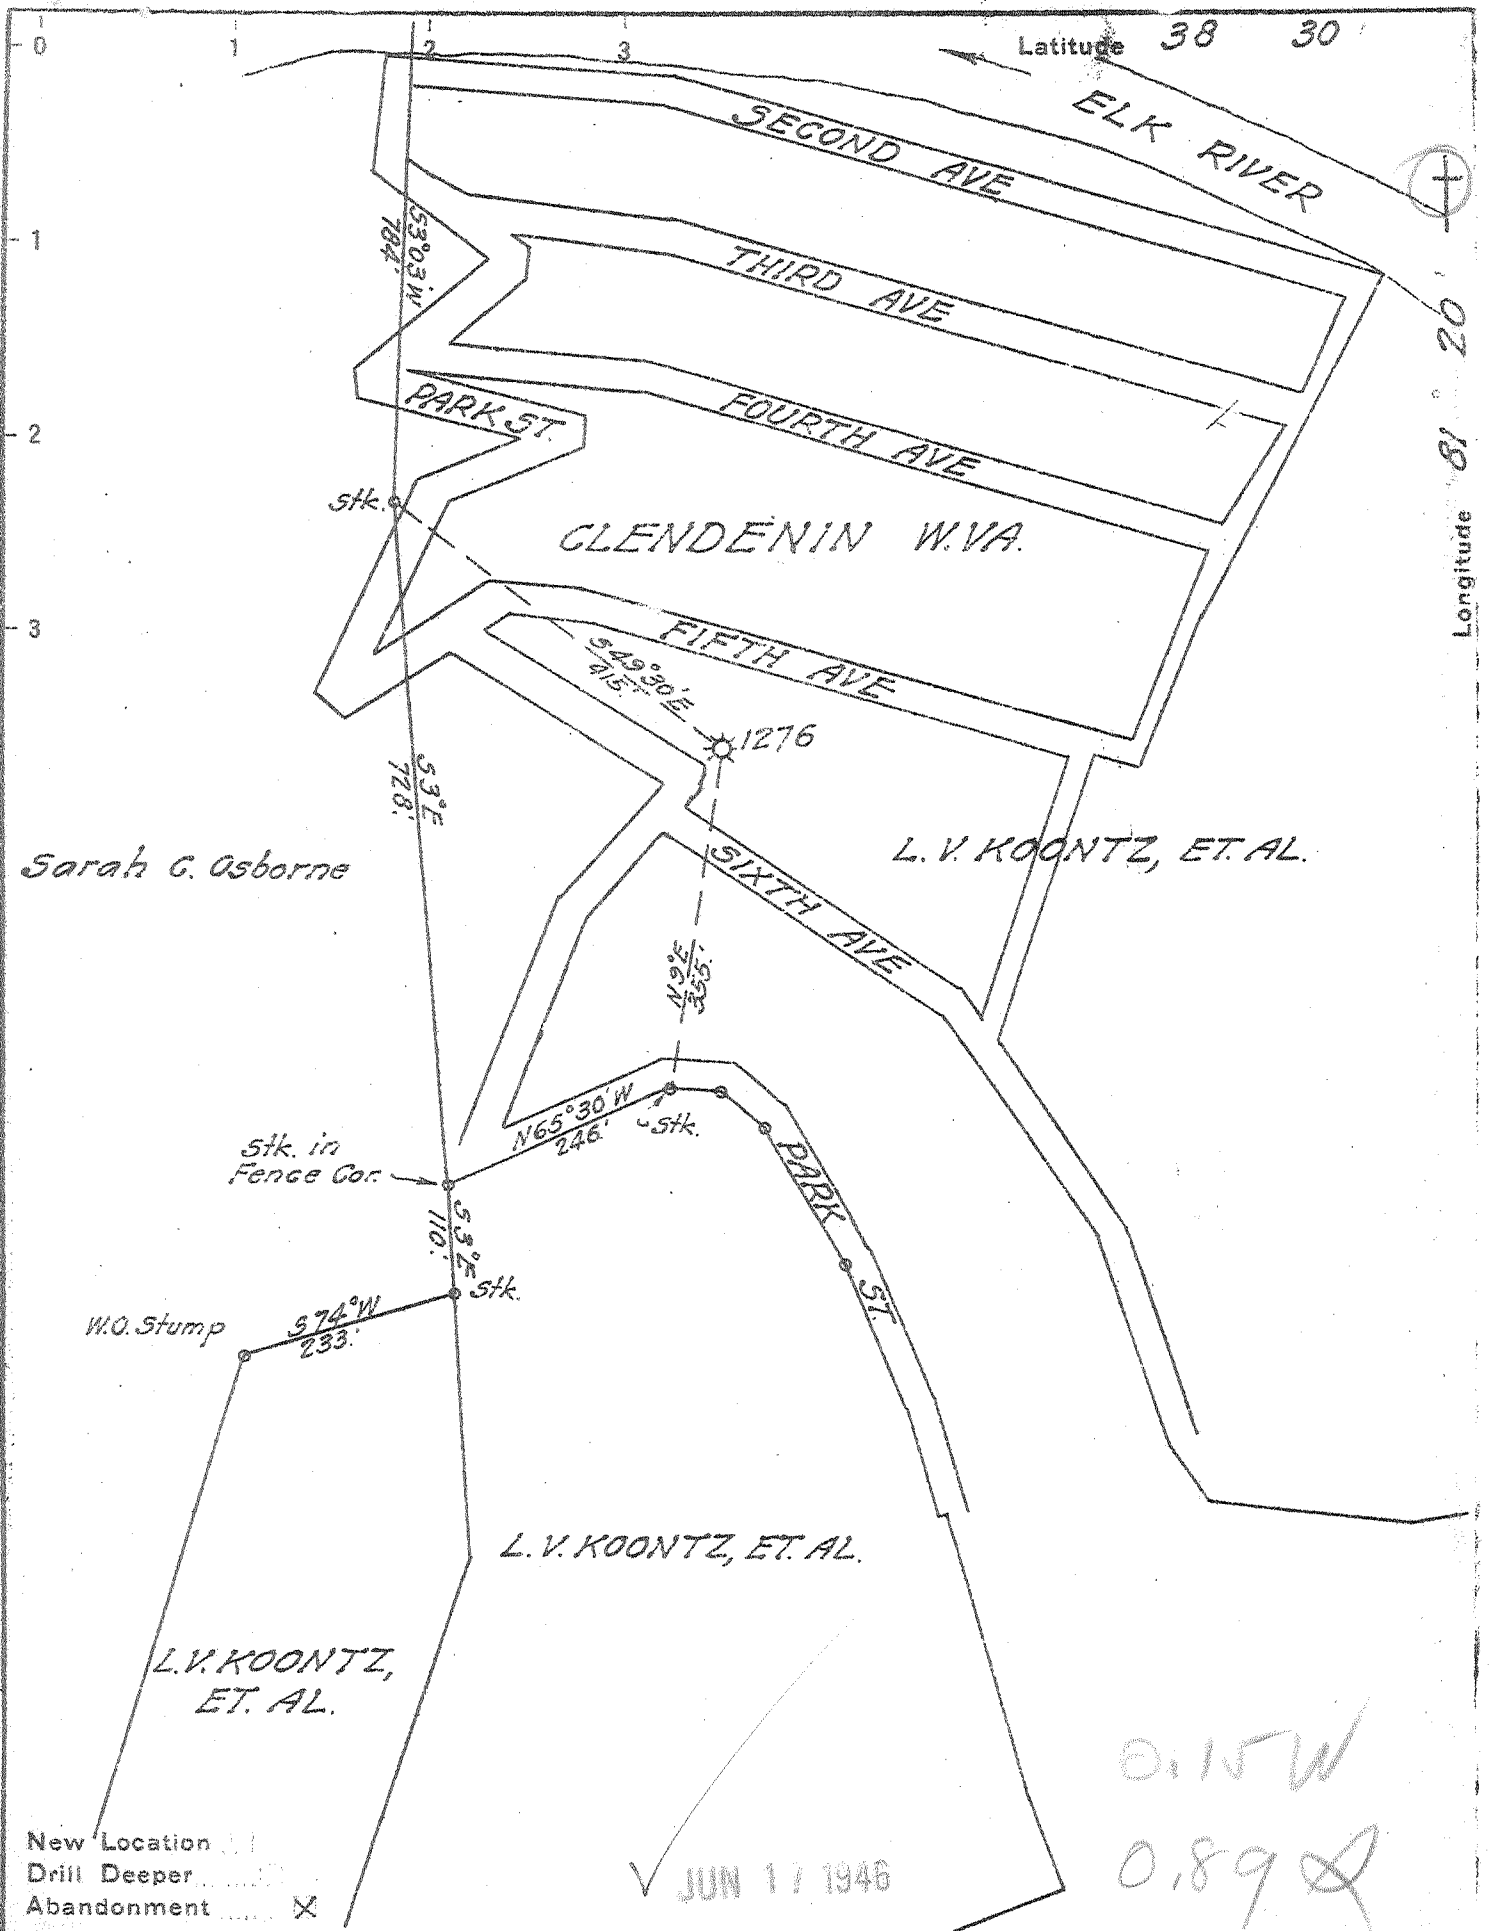 0 1 2 3 Latitude 38 30
ELK RIVER
SECOND AVE
1
S3°03'W
784'
THIRD AVE
Longitude 81° 20'
PARK ST.
FOURTH AVE
2
stk.
CLENDENIN W.VA.
3
FIFTH AVE
S49°30'E
415'
1276
S3°E
728'
Sarah C. Osborne
L.V. KOONTZ, ET. AL.
SIXTH AVE
N6°E
355'
N65°30'W
246'
Stk.
Stk. in
Fence Cor.
PARK ST.
S3°E
110'
Stk.
W.O. Stump
S74°W
233'
L.V. KOONTZ, ET. AL.
L.V. KOONTZ,
ET. AL.
0.15 W
0.89
New Location
Drill Deeper
Abandonment X
JUN 17 1946